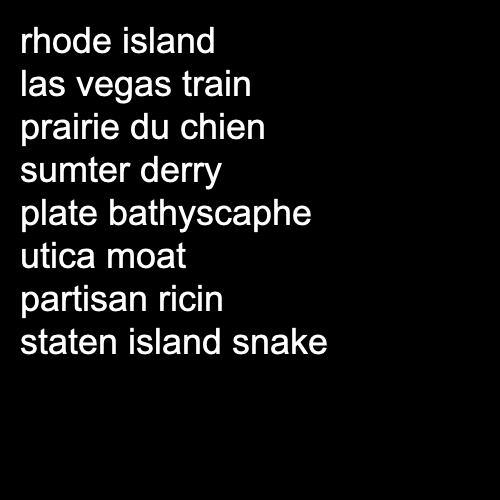 rhode island
las vegas train
prairie du chien
sumter derry
plate bathyscaphe
utica moat
partisan ricin
staten island snake